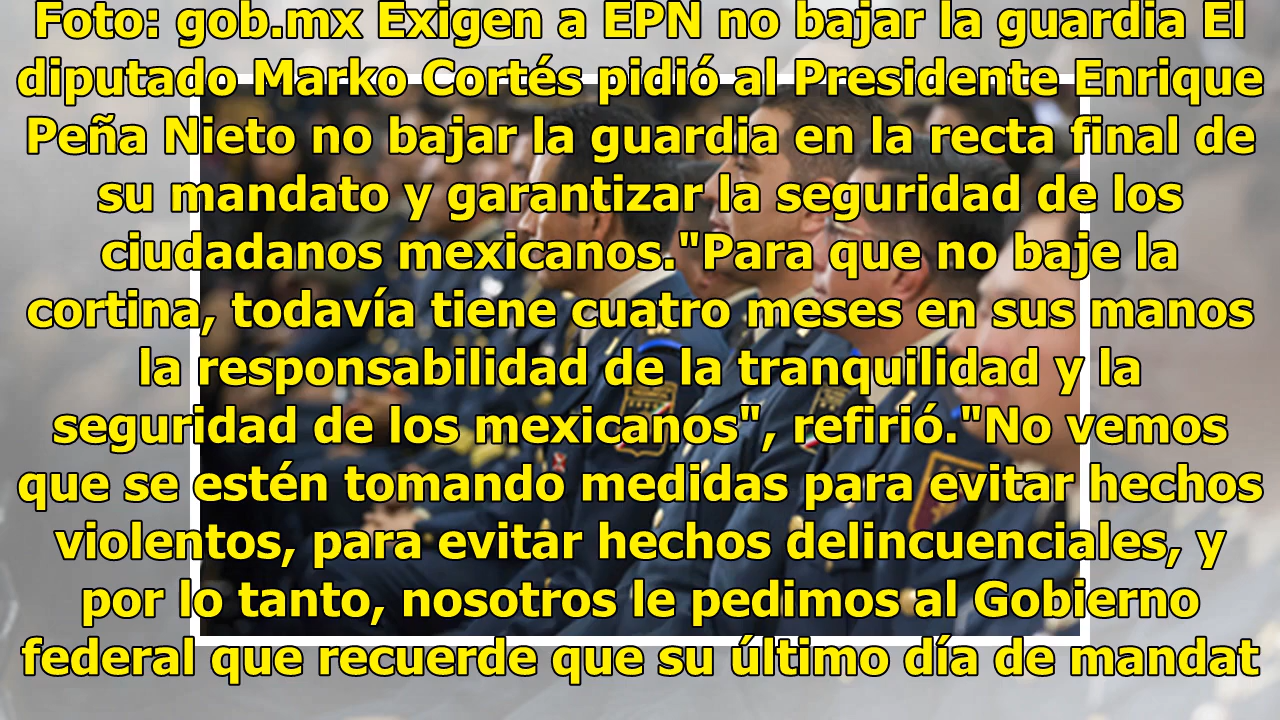 Foto: gob.mx Exigen a EPN no bajar la guardia El
diputado Marko Cortés pidió al Presidente Enrique
Peña Nieto no bajar la guardia en la recta final de
su mandato y garantizar la seguridad de los
ciudadanos mexicanos."Para que no baje la
cortina, todavía tiene cuatro meses en sus manos
la responsabilidad de la tranquilidad y la
seguridad de los mexicanos", refirió."No vemos
que se estén tomando medidas para evitar hechos
violentos, para evitar hechos delincuenciales, y
por lo tanto, nosotros le pedimos al Gobierno
federal que recuerde que su último día de mandat